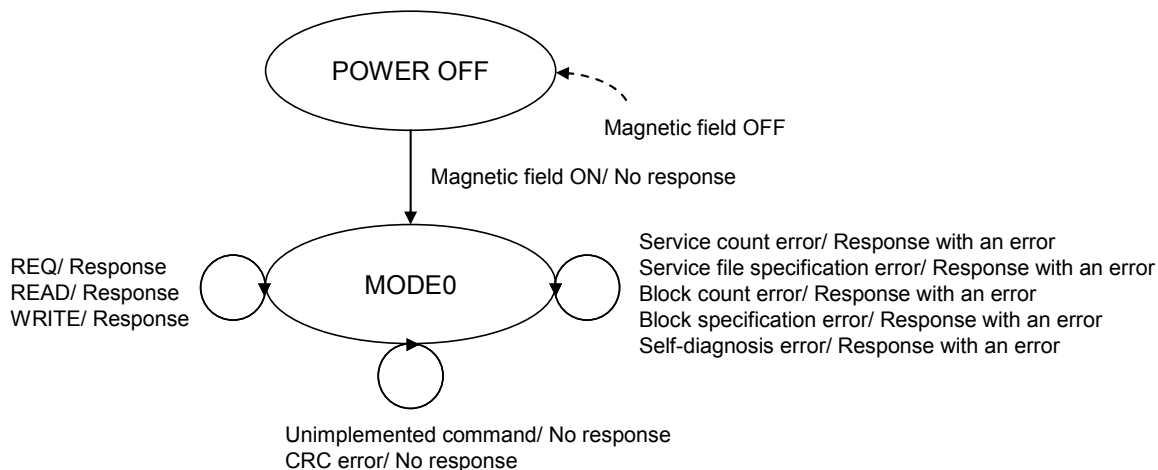 POWER OFF
Magnetic field OFF
Magnetic field ON/ No response
REQ/ Response
READ/ Response
WRITE/ Response
MODE0
Service count error/ Response with an error
Service file specification error/ Response with an error
Block count error/ Response with an error
Block specification error/ Response with an error
Self-diagnosis error/ Response with an error
Unimplemented command/ No response
CRC error/ No response